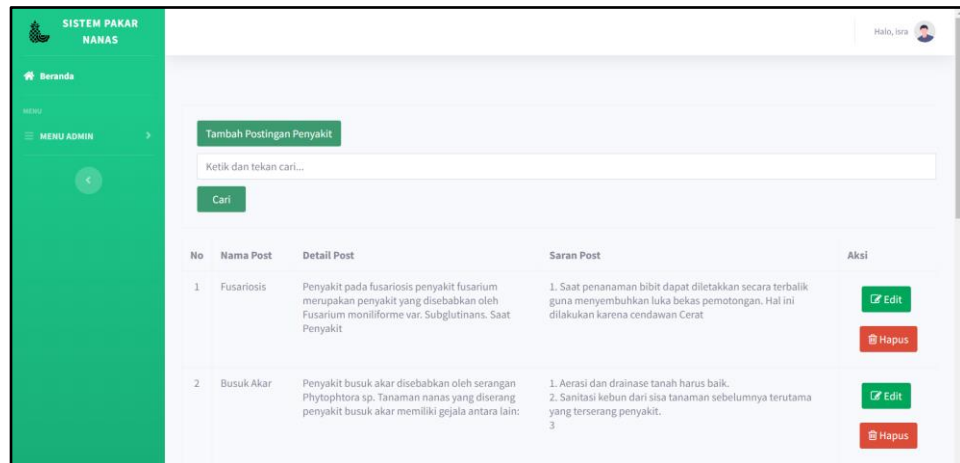 SISTEM PAKAR
NANAS
Halo, isra
Beranda
MENU
MENU ADMIN
Tambah Postingan Penyakit
Ketik dan tekan cari...
Cari
No Nama Post Detail Post Saran Post Aksi
1 Fusariosis Penyakit pada fusariosis penyakit fusarium 1. Saat penanaman bibit dapat diletakkan secara terbalik
merupakan penyakit yang disebabkan oleh guna menyembuhkan luka bekas pemotongan. Hal ini
Fusarium moniliforme var. Subglutinans. Saat dilakukan karena cendawan Cerat
Penyakit
Edit
Hapus
2 Busuk Akar Penyakit busuk akar disebabkan oleh serangan 1. Aerasi dan drainase tanah harus baik.
Phytophtora sp. Tanaman nanas yang diserang 2. Sanitasi kebun dari sisa tanaman sebelumnya terutama
penyakit busuk akar memiliki gejala antara lain: yang terserang penyakit.
3
Edit
Hapus